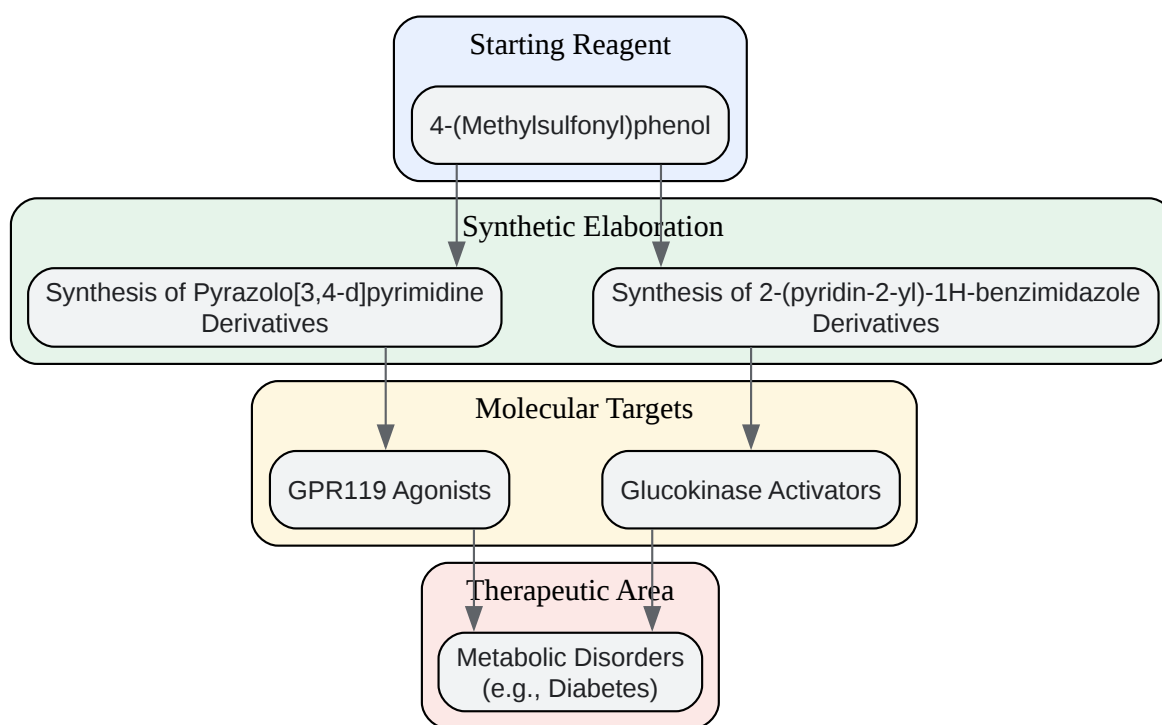 Starting Reagent
4-(Methylsulfonyl)phenol
Synthetic Elaboration
Synthesis of Pyrazolo[3,4-d]pyrimidine
Derivatives
Synthesis of 2-(pyridin-2-yl)-1H-benzimidazole
Derivatives
Molecular Targets
GPR119 Agonists
Glucokinase Activators
Therapeutic Area
Metabolic Disorders
(e.g., Diabetes)